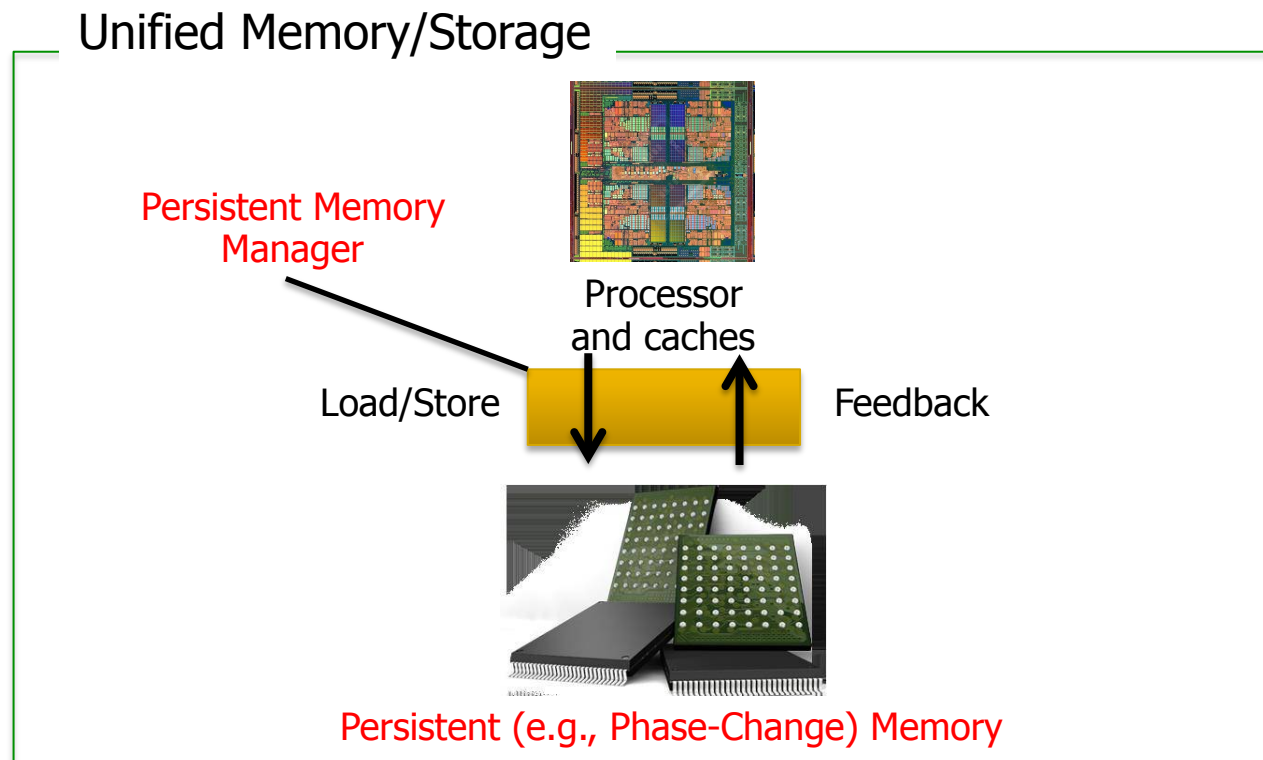 Unified Memory/Storage
Persistent Memory
Manager
Processor
and caches
Load/Store
Feedback
Persistent (e.g., Phase-Change) Memory